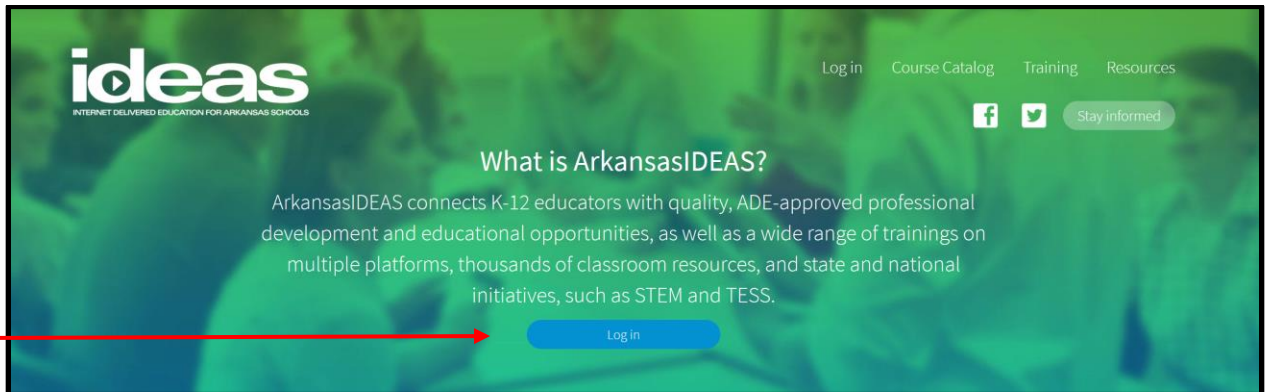 ideas
INTERNET DELIVERED EDUCATION FOR ARKANSAS SCHOOLS
Log in Course Catalog Training Resources
f
Stay informed
What is ArkansasIDEAS?
ArkansasIDEAS connects K-12 educators with quality, ADE-approved professional
development and educational opportunities, as well as a wide range of trainings on
multiple platforms, thousands of classroom resources, and state and national
initiatives, such as STEM and TESS.
Log in